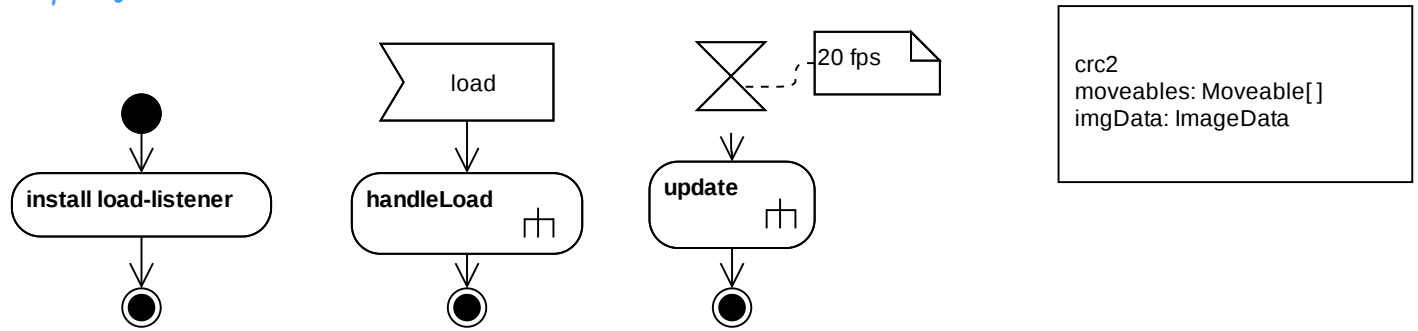 install load-listener
load
handleLoad
20 fps
update
crc2
moveables: Moveable[]
imgData: ImageData